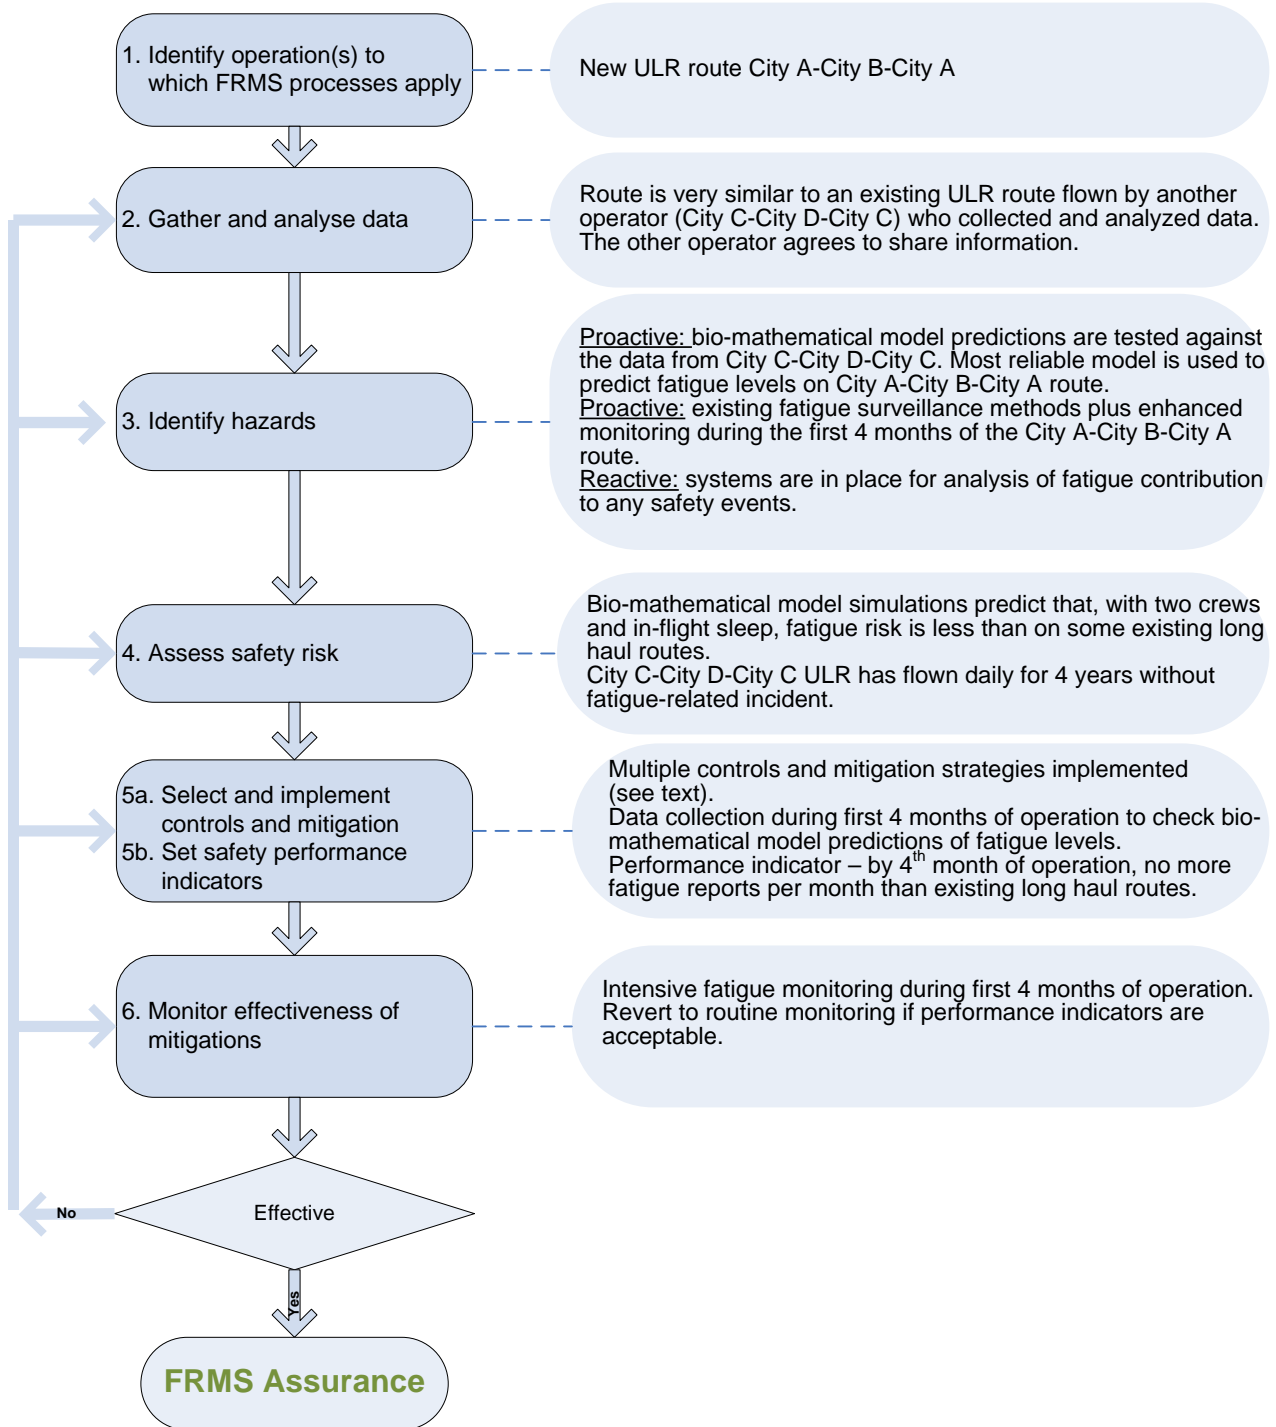 1. Identify operation(s) to
which FRMS processes apply
New ULR route City A-City B-City A
2. Gather and analyse data
Route is very similar to an existing ULR route flown by another
operator (City C-City D-City C) who collected and analyzed data.
The other operator agrees to share information.
3. Identify hazards
Proactive: bio-mathematical model predictions are tested against
the data from City C-City D-City C. Most reliable model is used to
predict fatigue levels on City A-City B-City A route.
Proactive: existing fatigue surveillance methods plus enhanced
monitoring during the first 4 months of the City A-City B-City A
route.
Reactive: systems are in place for analysis of fatigue contribution
to any safety events.
4. Assess safety risk
Bio-mathematical model simulations predict that, with two crews
and in-flight sleep, fatigue risk is less than on some existing long
haul routes.
City C-City D-City C ULR has flown daily for 4 years without
fatigue-related incident.
5a. Select and implement
controls and mitigation
5b. Set safety performance
indicators
Multiple controls and mitigation strategies implemented
(see text).
Data collection during first 4 months of operation to check bio-
mathematical model predictions of fatigue levels.
Performance indicator – by 4th month of operation, no more
fatigue reports per month than existing long haul routes.
6. Monitor effectiveness of
mitigations
Intensive fatigue monitoring during first 4 months of operation.
Revert to routine monitoring if performance indicators are
acceptable.
Effective
No
Yes
FRMS Assurance